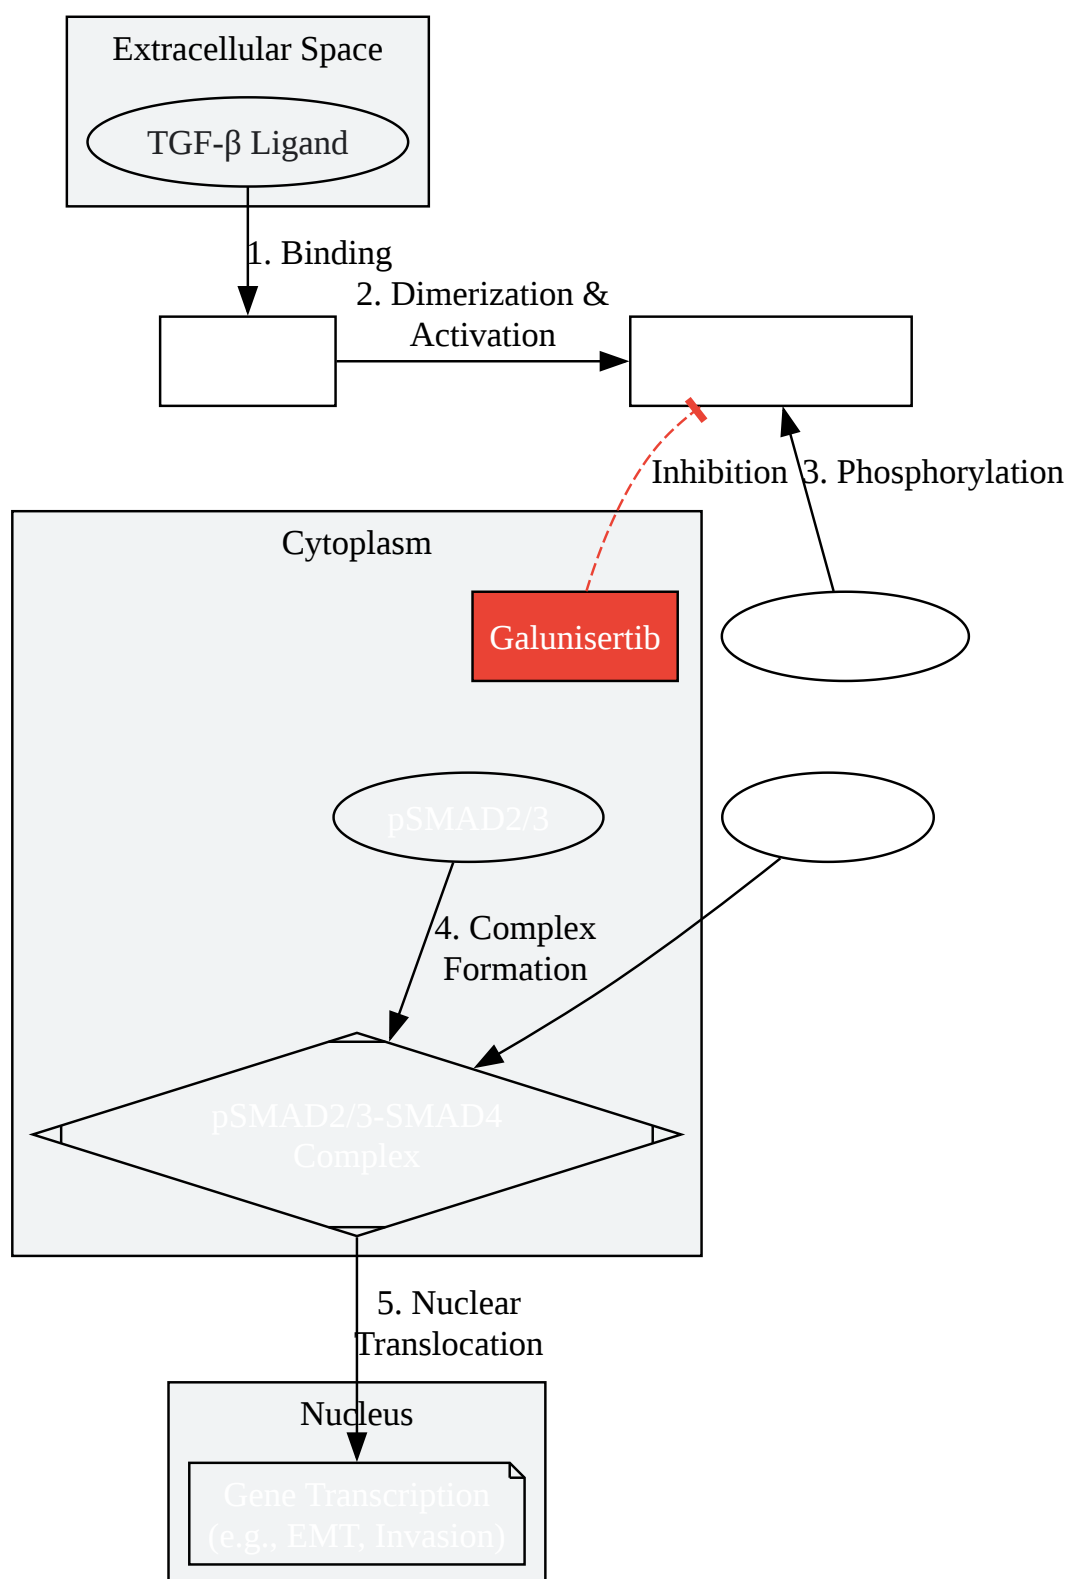 Extracellular Space
TGF-β Ligand
1. Binding
2. Dimerization &
Activation
Inhibition
3. Phosphorylation
Cytoplasm
Galunisertib
pSMAD2/3
4. Complex
Formation
pSMAD2/3-SMAD4
Complex
5. Nuclear
Translocation
Nucleus
Gene Transcription
(e.g., EMT, Invasion)